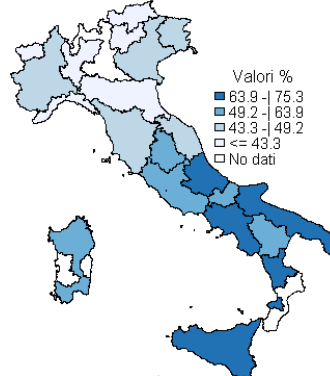 Valori %
63.9 -| 75.3
49.2 -| 63.9
43.3 -| 49.2
<= 43.3
No dati